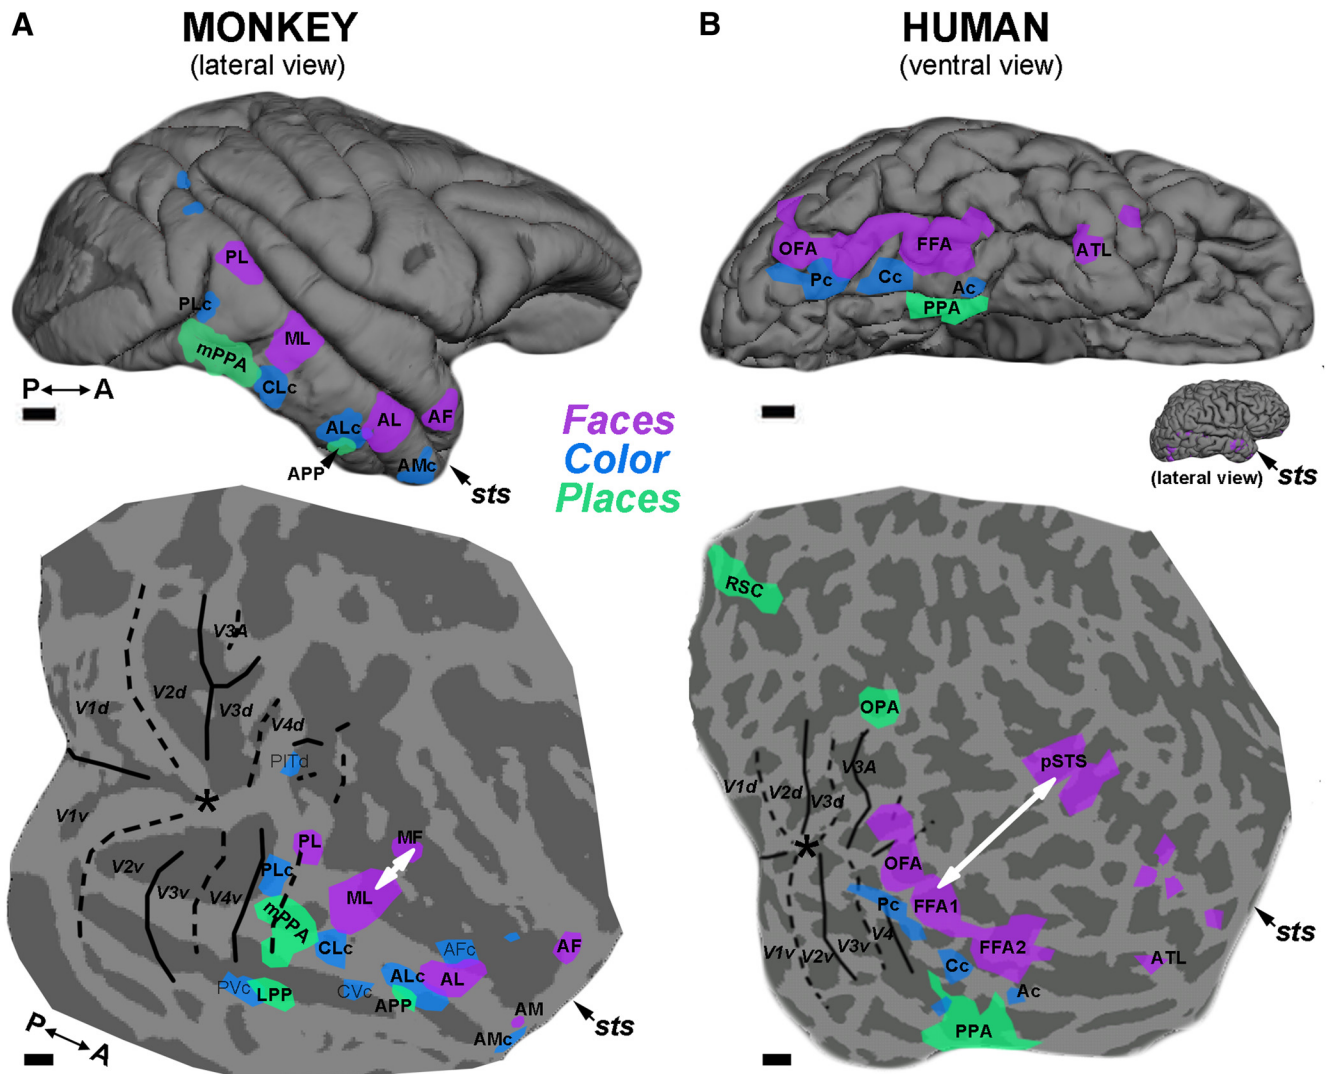 A
MONKEY
(lateral view)
B
HUMAN
(ventral view)
PL
PLc
ML
mPPA
CLc
AL
AF
ALc
APP
AMc
sts
P A
OFA
FFA
ATL
Pc
Cc
Ac
PPA
(lateral view)
sts
Faces
Color
Places
V3A
V2d
V1d
V3d
V4d
PITd
*
V1v
V2v
V3v
V4v
PL
PLc
MF
ML
mPPA
CLc
AFc
AF
PVc
LPP
CVc
ALc
AL
APP
AM
AMc
sts
P A
RSC
OPA
pSTS
V1d
V2d
V3d
V3A
*
OFA
Pc
FFA1
V1v
V2v
V3v
V4
FFA2
Cc
Ac
PPA
ATL
sts